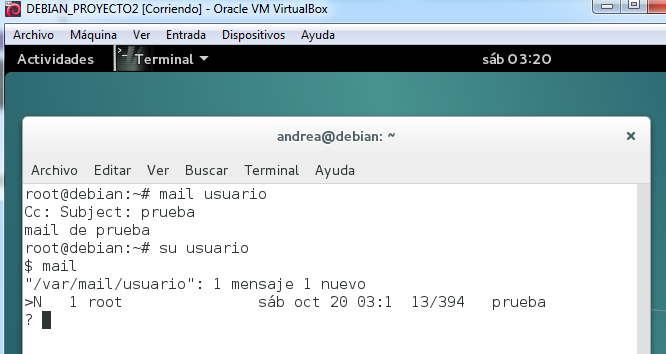 DEBIAN_PROYECTO2 [Corriendo] - Oracle VM VirtualBox
Archivo Máquina Ver Entrada Dispositivos Ayuda
Actividades >_ Terminal sáb 03:20
andrea@debian: ~
Archivo Editar Ver Buscar Terminal Ayuda
root@debian:~# mail usuario
Cc: Subject: prueba
mail de prueba
root@debian:~# su usuario
$ mail
"/var/mail/usuario": 1 mensaje 1 nuevo
>N   1 root               sáb oct 20 03:1  13/394   prueba
?